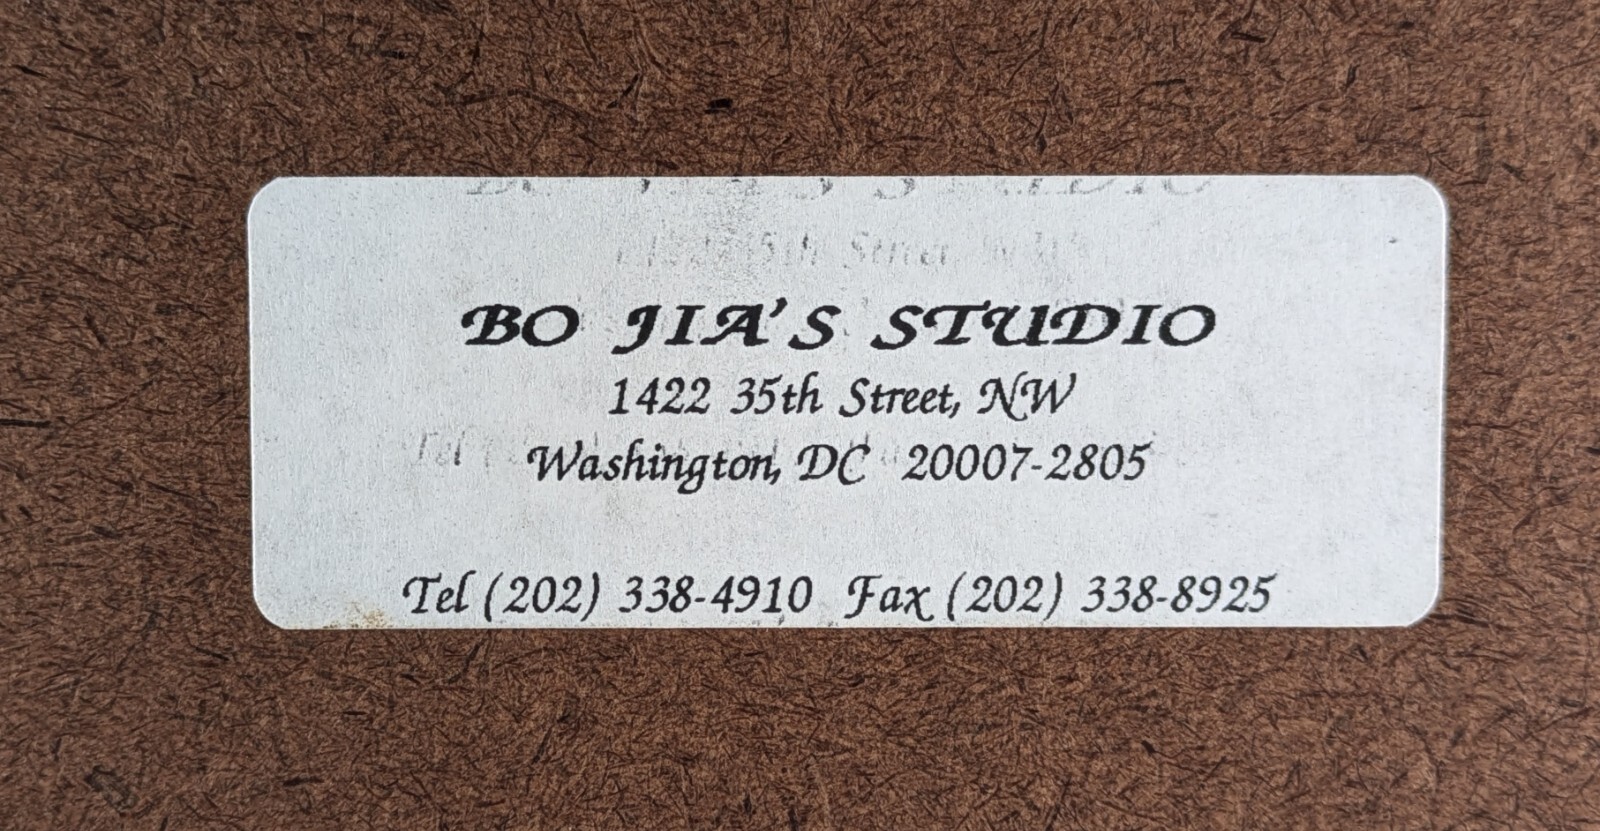 BO JIA'S STUDIO
1422 35th Street, NW
Washington, DC 20007-2805
Tel (202) 338-4910 Fax (202) 338-8925